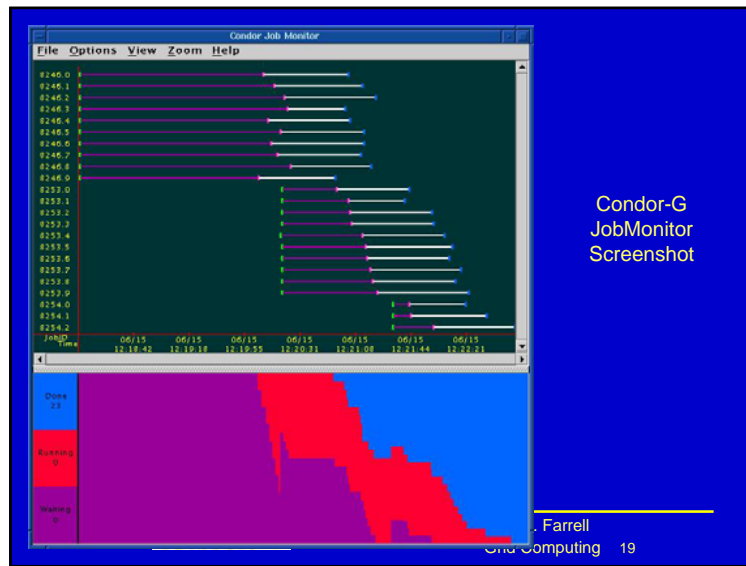 Condor Job Monitor
File Options View Zoom Help
8246.0
8246.1
8246.2
8246.3
8246.4
8246.5
8246.6
8246.7
8246.8
8246.9
8253.0
8253.1
8253.2
8253.3
8253.4
8253.5
8253.6
8253.7
8253.8
8253.9
8254.0
8254.1
8254.2
JobID
Time
06/15 06/15 06/15 06/15 06/15 06/15 06/15
12:18:42 12:19:18 12:19:55 12:20:31 12:21:08 12:21:44 12:22:21
Done
23
Running
0
Waiting
0
Condor-G
JobMonitor
Screenshot
. Farrell
Grid Computing 19